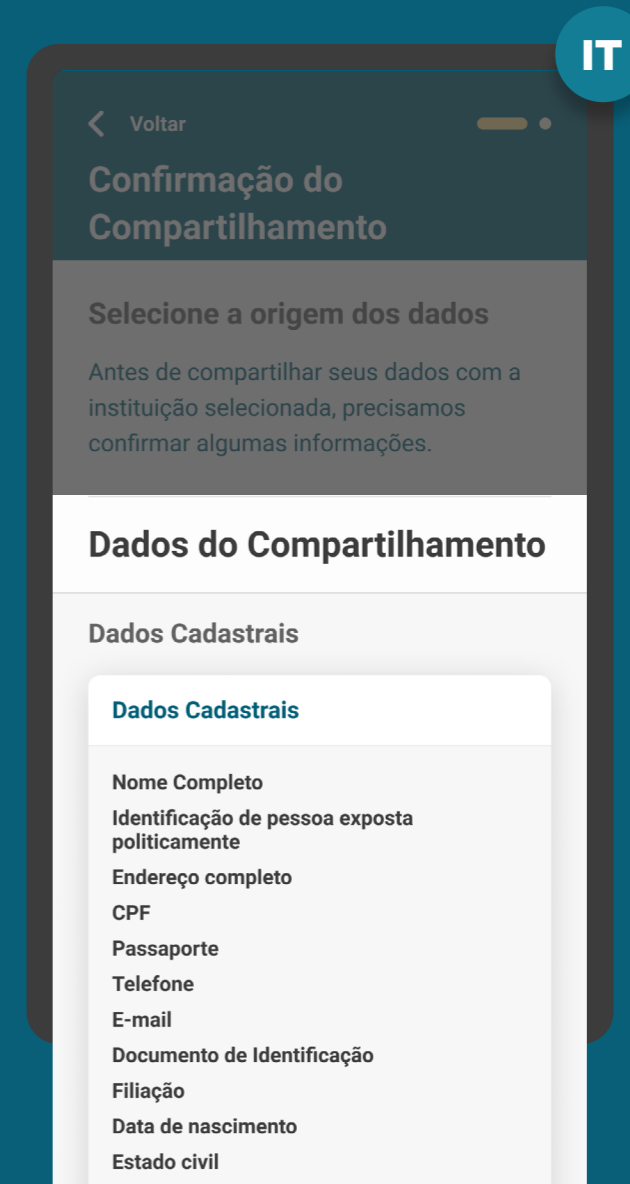 IT
Voltar
Confirmação do
Compartilhamento
Selecione a origem dos dados
Antes de compartilhar seus dados com a
instituição selecionada, precisamos
confirmar algumas informações.
Dados do Compartilhamento
Dados Cadastrais
Dados Cadastrais
Nome Completo
Identificação de pessoa exposta
politicamente
Endereço completo
CPF
Passaporte
Telefone
E-mail
Documento de Identificação
Filiação
Data de nascimento
Estado civil